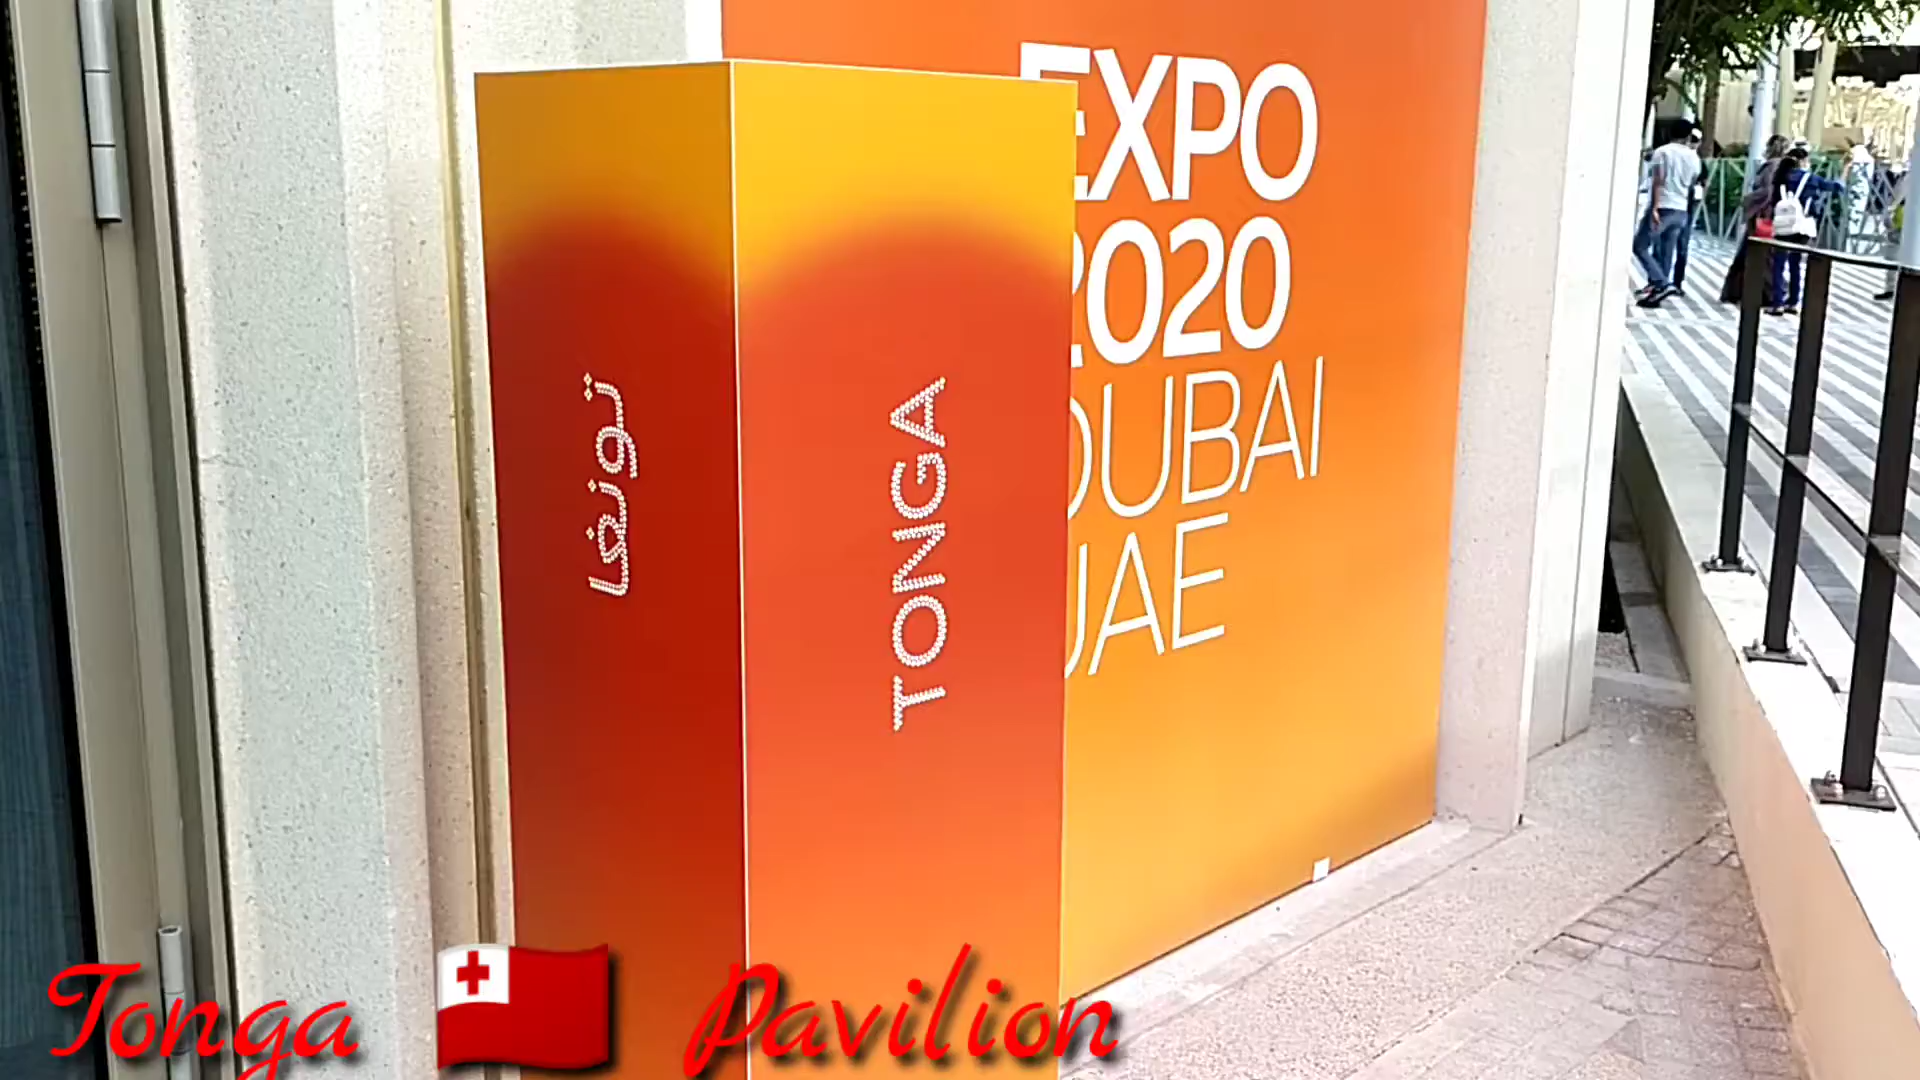 EXPO
2020
DUBAI
UAE
تونغا
TONGA
Tonga Pavilion